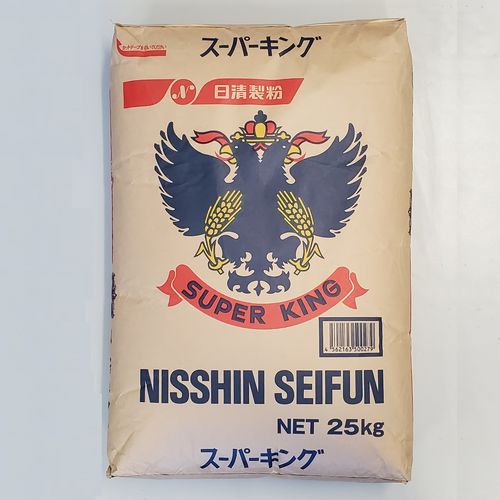 スーパーキング
N 日清製粉
SUPER KING
4562163500279
NISSHIN SEIFUN
NET 25kg
スーパーキング